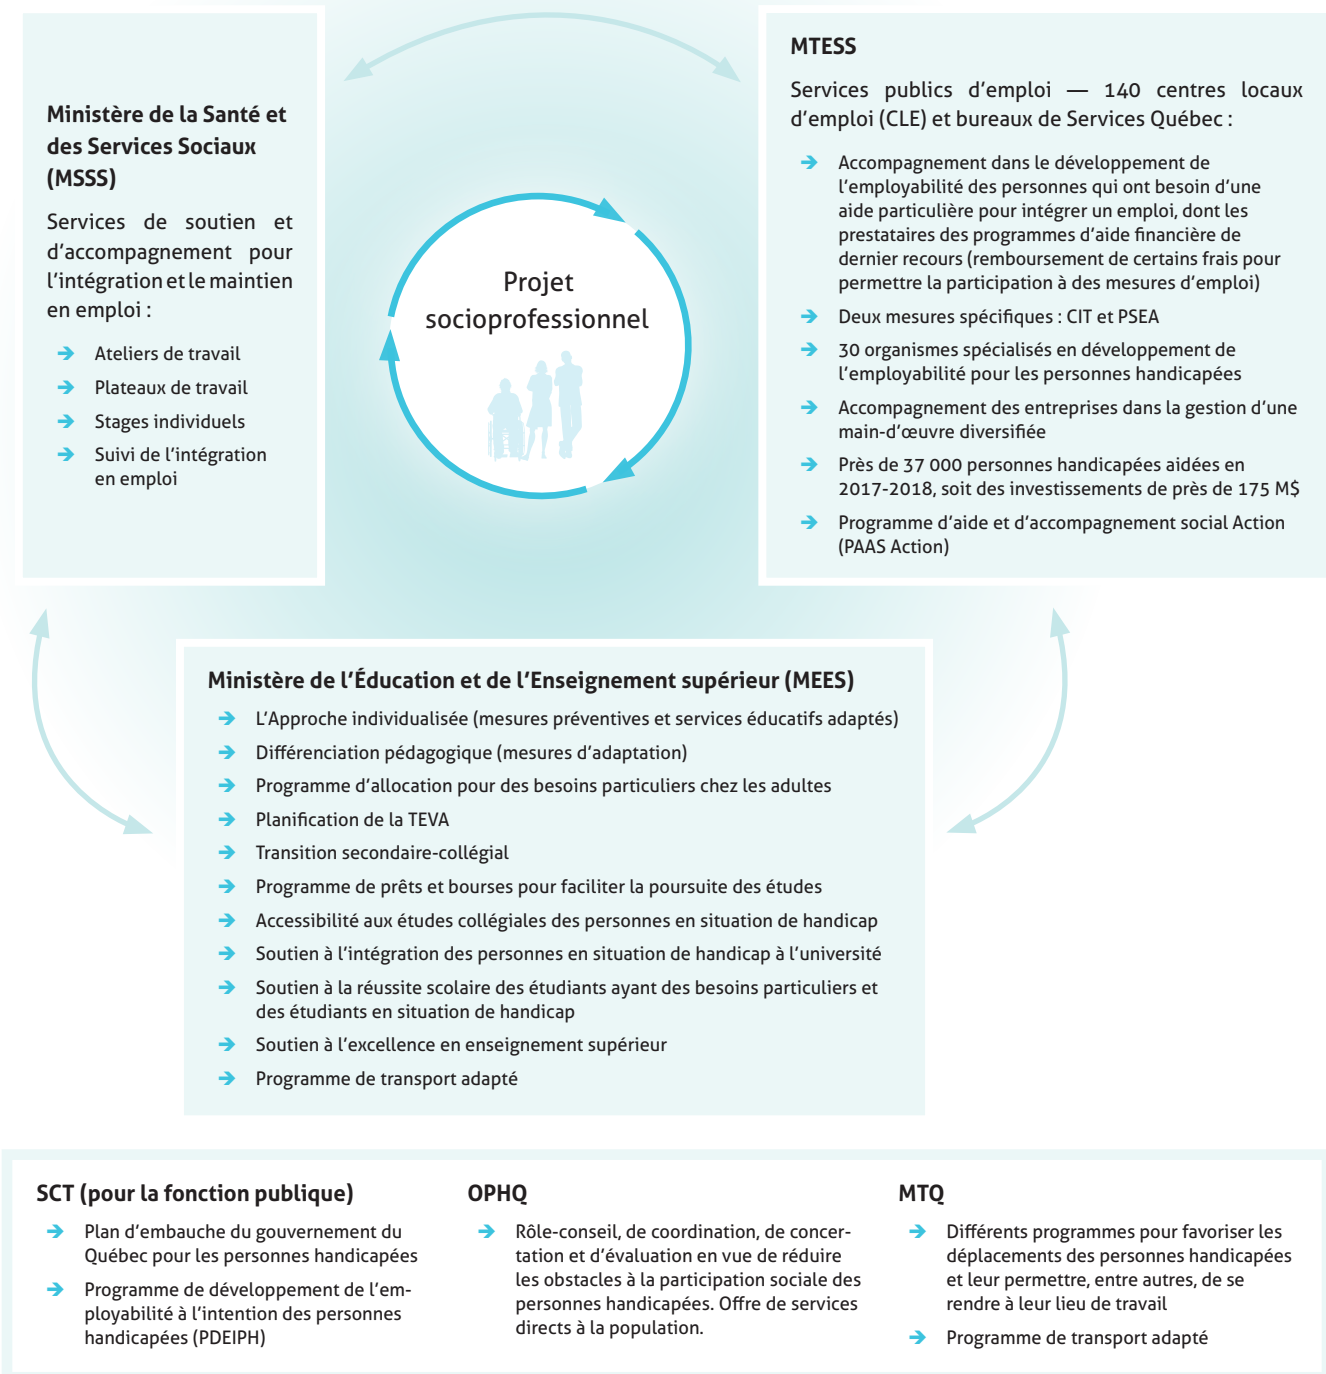 Ministère de la Santé et
des Services Sociaux
(MSSS)
Services de soutien et
d'accompagnement pour
l'intégration et le maintien
en emploi :
➔ Ateliers de travail
➔ Plateaux de travail
➔ Stages individuels
➔ Suivi de l'intégration
en emploi
Projet
socioprofessionnel
MTESS
Services publics d'emploi — 140 centres locaux
d'emploi (CLE) et bureaux de Services Québec :
➔ Accompagnement dans le développement de
l'employabilité des personnes qui ont besoin d'une
aide particulière pour intégrer un emploi, dont les
prestataires des programmes d'aide financière de
dernier recours (remboursement de certains frais pour
permettre la participation à des mesures d'emploi)
➔ Deux mesures spécifiques : CIT et PSEA
➔ 30 organismes spécialisés en développement de
l'employabilité pour les personnes handicapées
➔ Accompagnement des entreprises dans la gestion d'une
main-d'œuvre diversifiée
➔ Près de 37 000 personnes handicapées aidées en
2017-2018, soit des investissements de près de 175 M$
➔ Programme d'aide et d'accompagnement social Action
(PAAS Action)
Ministère de l'Éducation et de l'Enseignement supérieur (MEES)
➔ L'Approche individualisée (mesures préventives et services éducatifs adaptés)
➔ Différenciation pédagogique (mesures d'adaptation)
➔ Programme d'allocation pour des besoins particuliers chez les adultes
➔ Planification de la TEVA
➔ Transition secondaire-collégial
➔ Programme de prêts et bourses pour faciliter la poursuite des études
➔ Accessibilité aux études collégiales des personnes en situation de handicap
➔ Soutien à l'intégration des personnes en situation de handicap à l'université
➔ Soutien à la réussite scolaire des étudiants ayant des besoins particuliers et
des étudiants en situation de handicap
➔ Soutien à l'excellence en enseignement supérieur
➔ Programme de transport adapté
SCT (pour la fonction publique)
➔ Plan d'embauche du gouvernement du
Québec pour les personnes handicapées
➔ Programme de développement de l'em-
ployabilité à l'intention des personnes
handicapées (PDEIPH)
OPHQ
➔ Rôle-conseil, de coordination, de concer-
tation et d'évaluation en vue de réduire
les obstacles à la participation sociale des
personnes handicapées. Offre de services
directs à la population.
MTQ
➔ Différents programmes pour favoriser les
déplacements des personnes handicapées
et leur permettre, entre autres, de se
rendre à leur lieu de travail
➔ Programme de transport adapté